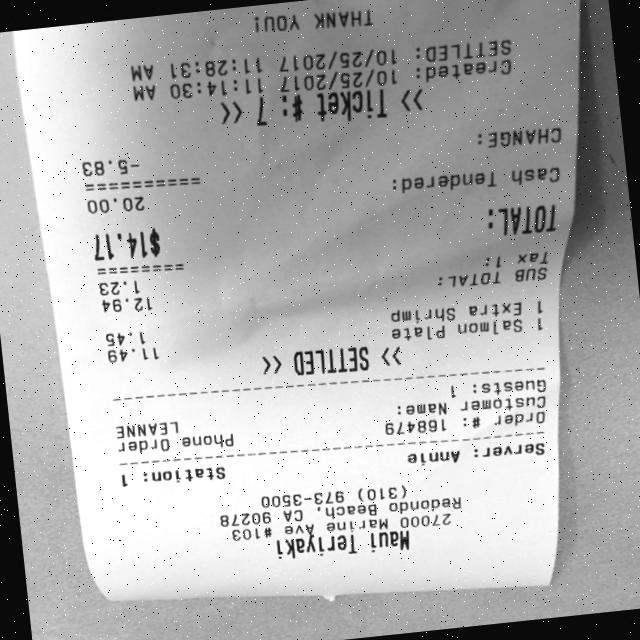 Maui Teriyaki
27000 Marine Ave #103
Redondo Beach, CA 90278
(310) 973-3500
Server: Annie Station: 1
Order #: 168479 Phone Order
Customer Name: LEANNE
Guests: 1
>> SETTLED <<
1 Salmon Plate 11.49
1 Extra Shrimp 1.45
SUB TOTAL: 12.94
Tax 1: 1.23
========
TOTAL: $14.17
Cash Tendered: 20.00
==========
CHANGE: -5.83
>> Ticket #: 7 <<
Created: 10/25/2017 11:14:30 AM
SETTLED: 10/25/2017 11:28:31 AM
THANK YOU!